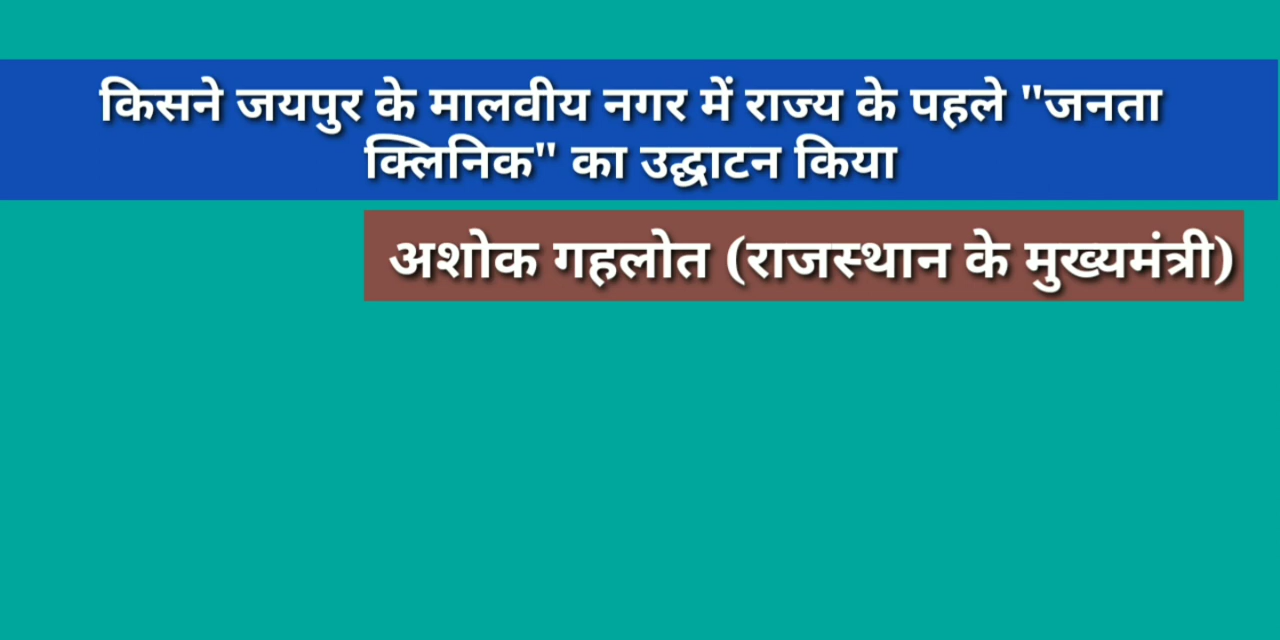 किसने जयपुर के मालवीय नगर में राज्य के पहले "जनता
क्लिनिक" का उद्घाटन किया
अशोक गहलोत (राजस्थान के मुख्यमंत्री)